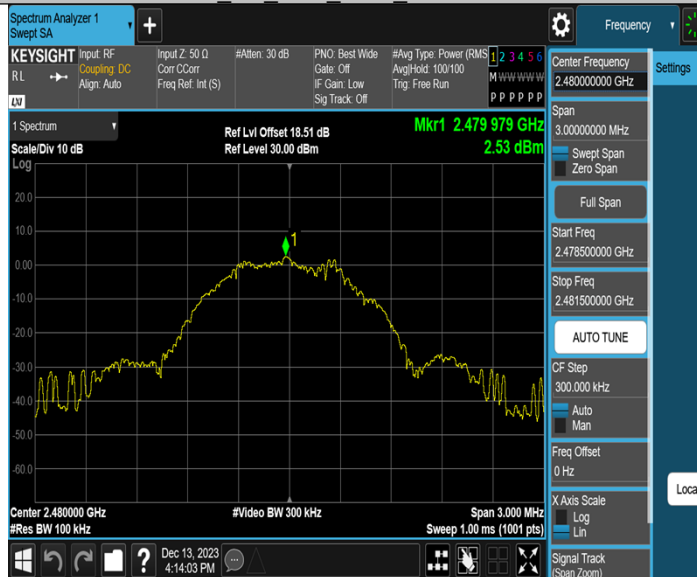 Spectrum Analyzer 1
Swept SA
+
Frequency
KEYSIGHT
RL
LXI
Input: RF
Coupling: DC
Align: Auto
Input Z: 50 Ω
Corr CCorr
Freq Ref: Int (S)
#Atten: 30 dB
PNO: Best Wide
Gate: Off
IF Gain: Low
Sig Track: Off
#Avg Type: Power (RMS
Avg|Hold: 100/100
Trig: Free Run
1 2 3 4 5 6
M W W W W W
P P P P P P
1 Spectrum
Scale/Div 10 dB
Log
Ref Lvl Offset 18.51 dB
Ref Level 30.00 dBm
Mkr1 2.479 979 GHz
2.53 dBm
20.0
10.0
0.00
-10.0
-20.0
-30.0
-40.0
-50.0
-60.0
1
Center 2.480000 GHz
#Res BW 100 kHz
#Video BW 300 kHz
Span 3.000 MHz
Sweep 1.00 ms (1001 pts)
?
Dec 13, 2023
4:14:03 PM
Center Frequency
2.480000000 GHz
Settings
Span
3.00000000 MHz
Swept Span
Zero Span
Full Span
Start Freq
2.478500000 GHz
Stop Freq
2.481500000 GHz
AUTO TUNE
CF Step
300.000 kHz
Auto
Man
Freq Offset
0 Hz
Loca
X Axis Scale
Log
Lin
Signal Track
(Span Zoom)